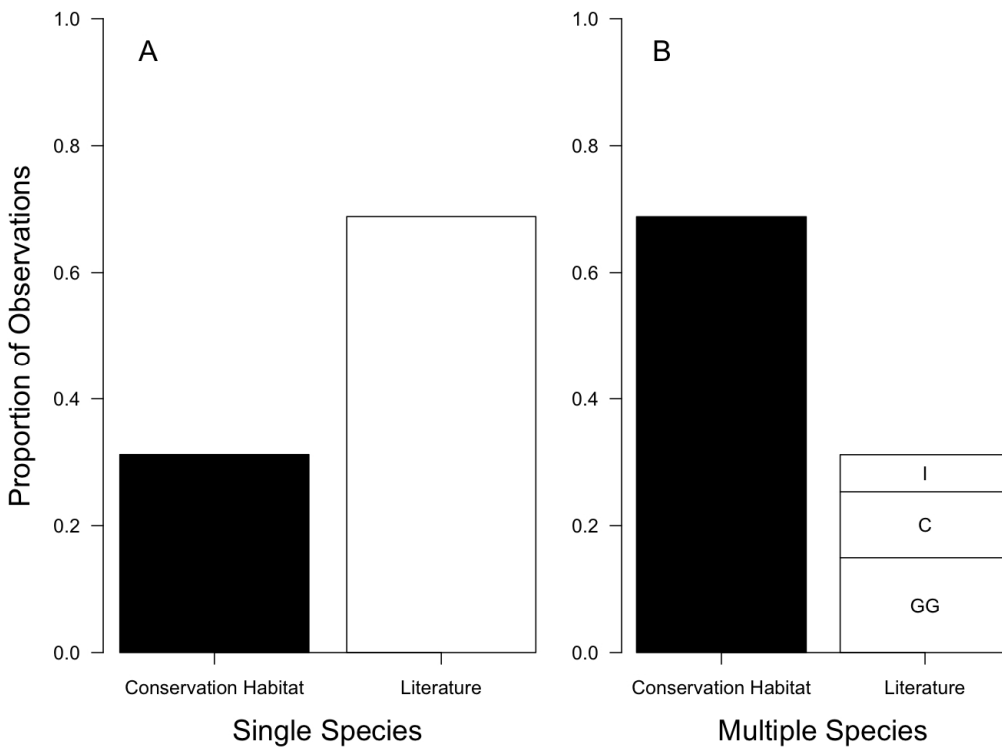 Proportion of Observations
A
1.0
0.8
0.6
0.4
0.2
0.0
Conservation Habitat
Literature
Single Species
B
1.0
0.8
0.6
0.4
0.2
0.0
I
C
GG
Conservation Habitat
Literature
Multiple Species